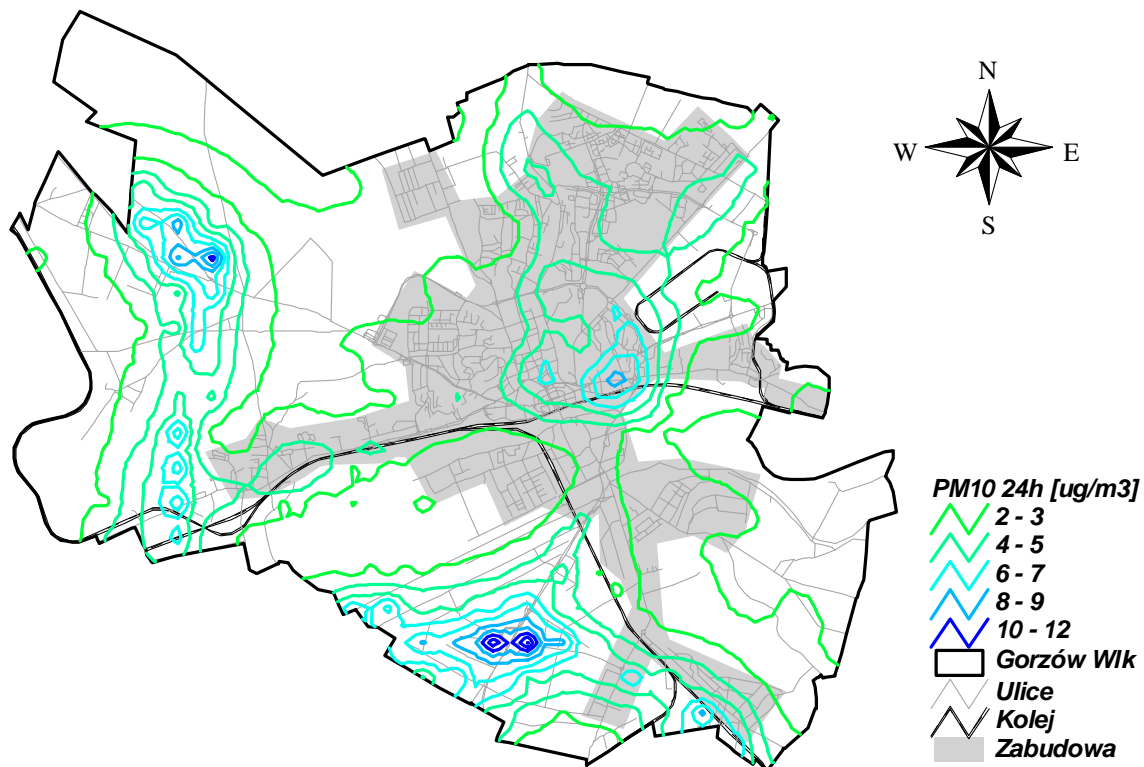 N
W E
S
PM10 24h [ug/m3]
2 - 3
4 - 5
6 - 7
8 - 9
10 - 12
Gorzów Wlk
Ulice
Kolej
Zabudowa